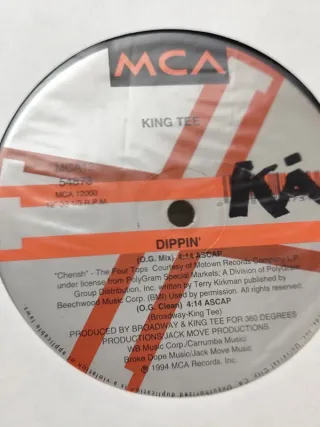 MCA
KING TEE
54873
MCA 12000
DIPPIN'
(O.G. Mix) 4:14 ASCAP
"Cherish" - The Four Tops Courtesy of Motown Records Company L.P.
under license from PolyGram Special Markets; A Division of PolyGram
Group Distribution, Inc. written by Terry Kirkman published by
Beechwood Music Corp. (BMI) Used by permission. All rights reserved.
(O.G. Clean) 4:14 ASCAP
(Broadway-King Tee)
PRODUCED BY BROADWAY & KING TEE FOR 360 DEGREES
PRODUCTIONS/JACK MOVE PRODUCTIONS.
WB Music Corp/Carrumba Music/
Broke Dope Music/Jack Move Music
℗ 1994 MCA Records, Inc.